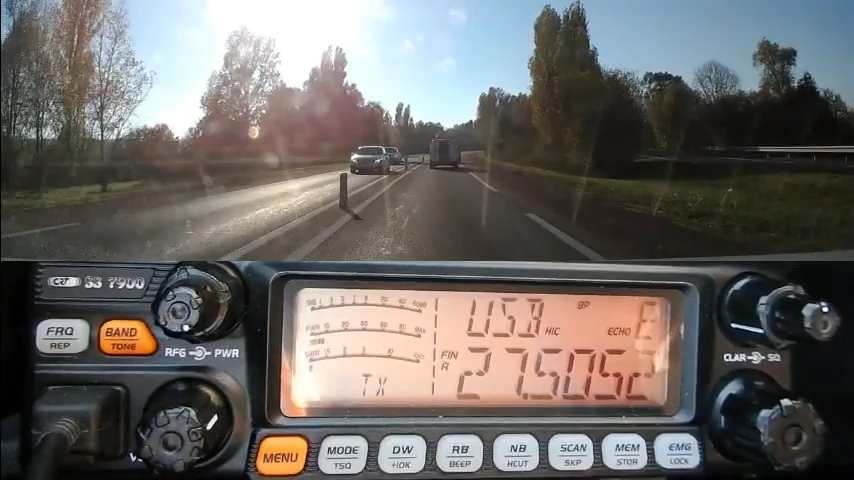 CRT SS 7900
FRQ
REP
BAND
TONE
RFG PWR
USB BP
HIC ECHO
FIN
R
27.505
TX
CLAR SQ
MENU
MODE
TSQ
DW
+10K
RB
BEEP
NB
HCUT
SCAN
SKP
MEM
STOR
EMG
LOCK